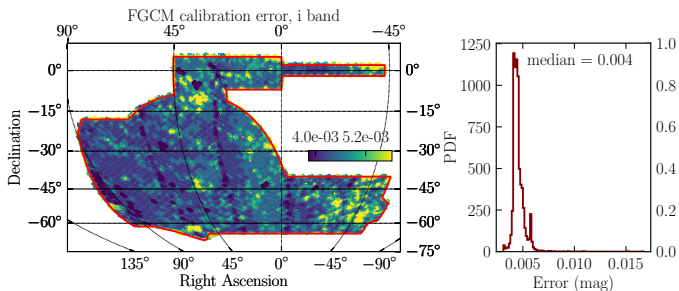 FGCM calibration error, i band
90° 45° 0° −45°
0° 0°
−15° −15°
−30° −30°
−45° −45°
−60° −60°
−75°
4.0e-03 5.2e-03
Declination
135° 90° 45° 0° −45° −90°
Right Ascension
median = 0.004
1250 1.0
1000 0.8
750 0.6
500 0.4
250 0.2
0 0.0
PDF
0.005 0.010 0.015
Error (mag)